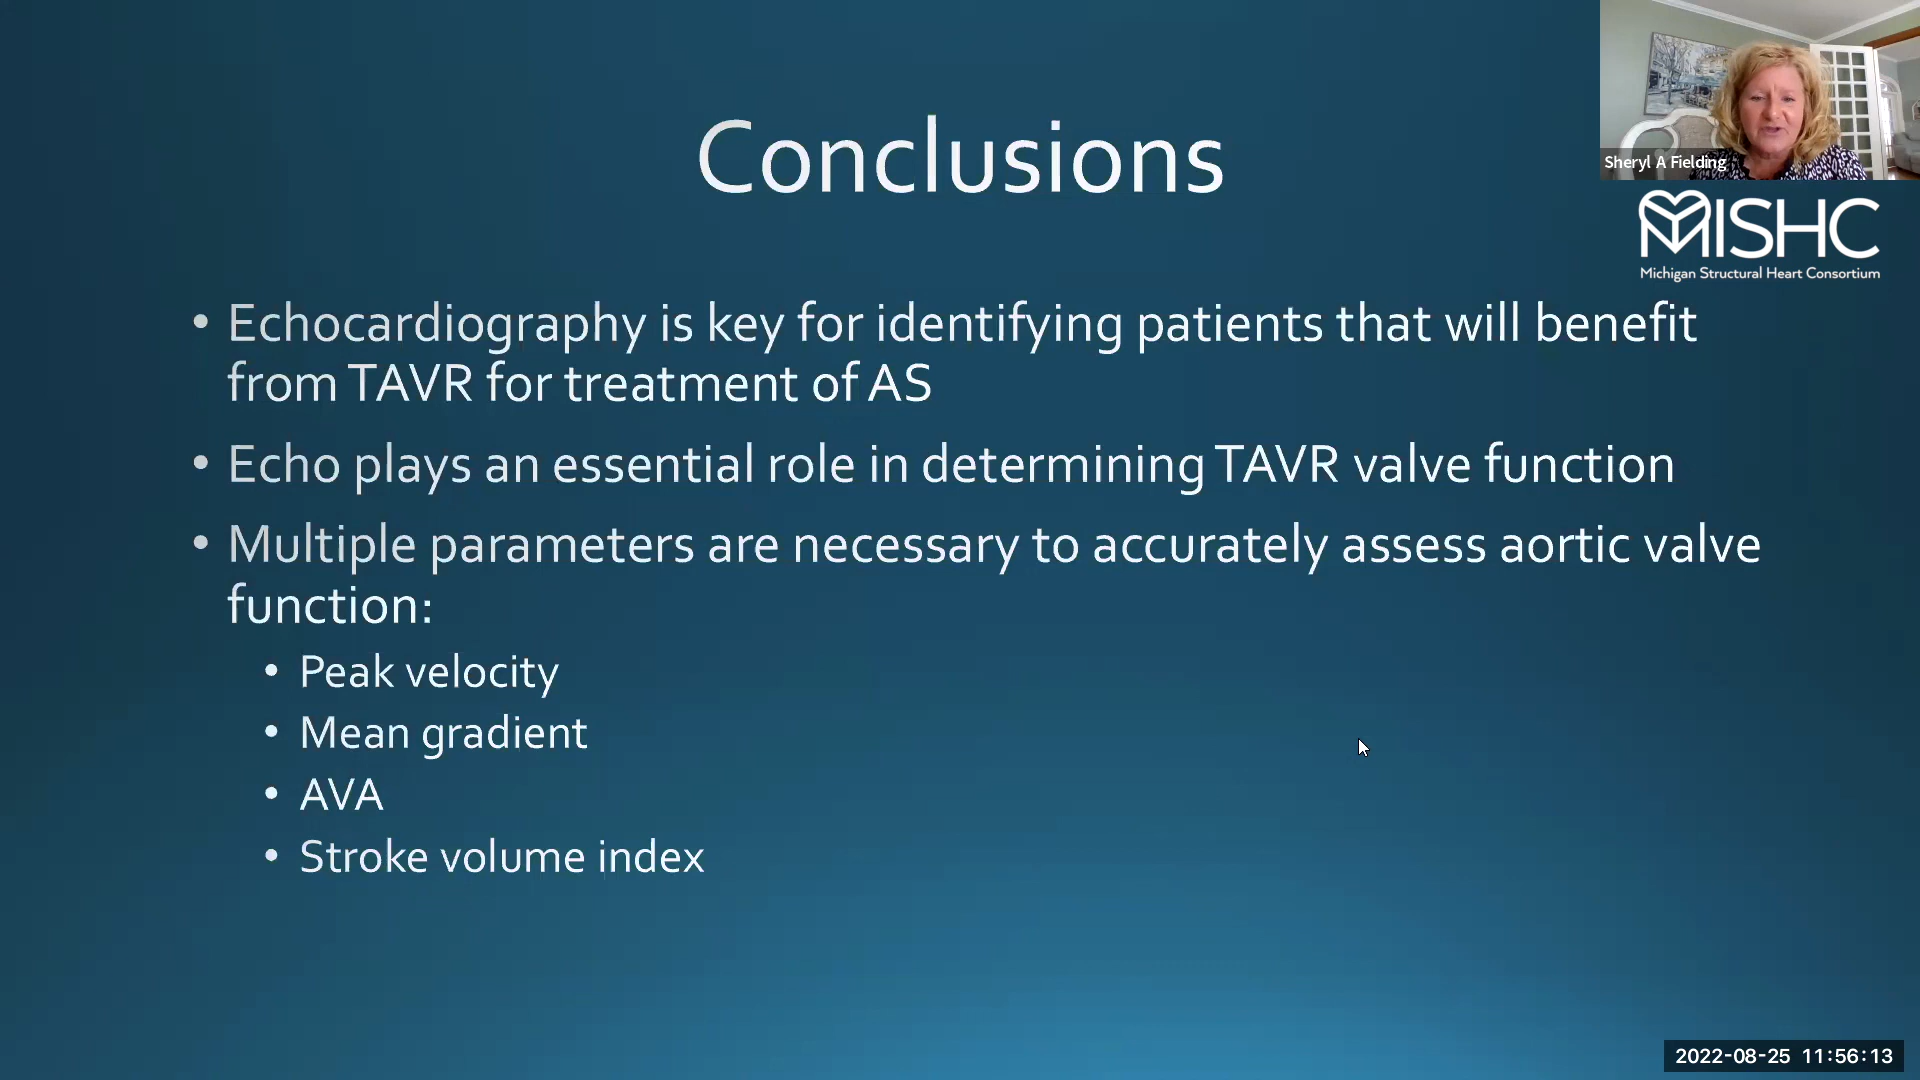 Conclusions
Sheryl A Fielding
MISHC
Michigan Structural Heart Consortium
• Echocardiography is key for identifying patients that will benefit
from TAVR for treatment of AS
• Echo plays an essential role in determining TAVR valve function
• Multiple parameters are necessary to accurately assess aortic valve
function:
• Peak velocity
• Mean gradient
• AVA
• Stroke volume index
2022-08-25 11:56:13